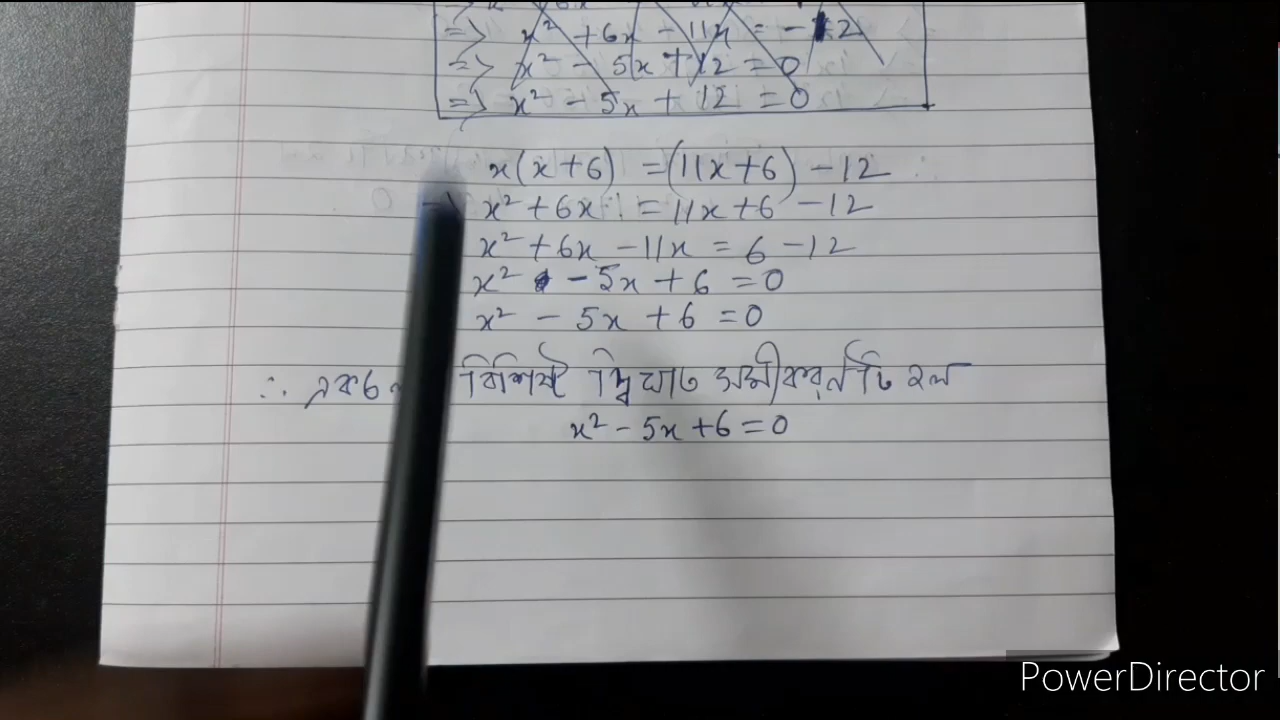 => x² + 6x - 11x = -12
=> x² - 5x + 12 = 0
=> x² - 5x + 12 = 0
x(x+6) = (11x+6) - 12
x² + 6x = 11x + 6 - 12
x² + 6x - 11x = 6 - 12
x² - 5x + 6 = 0
x² - 5x + 6 = 0
∴ একচ বিশিষ্ট দ্বিঘাত সমীকরণটি হল
x² - 5x + 6 = 0
PowerDirector